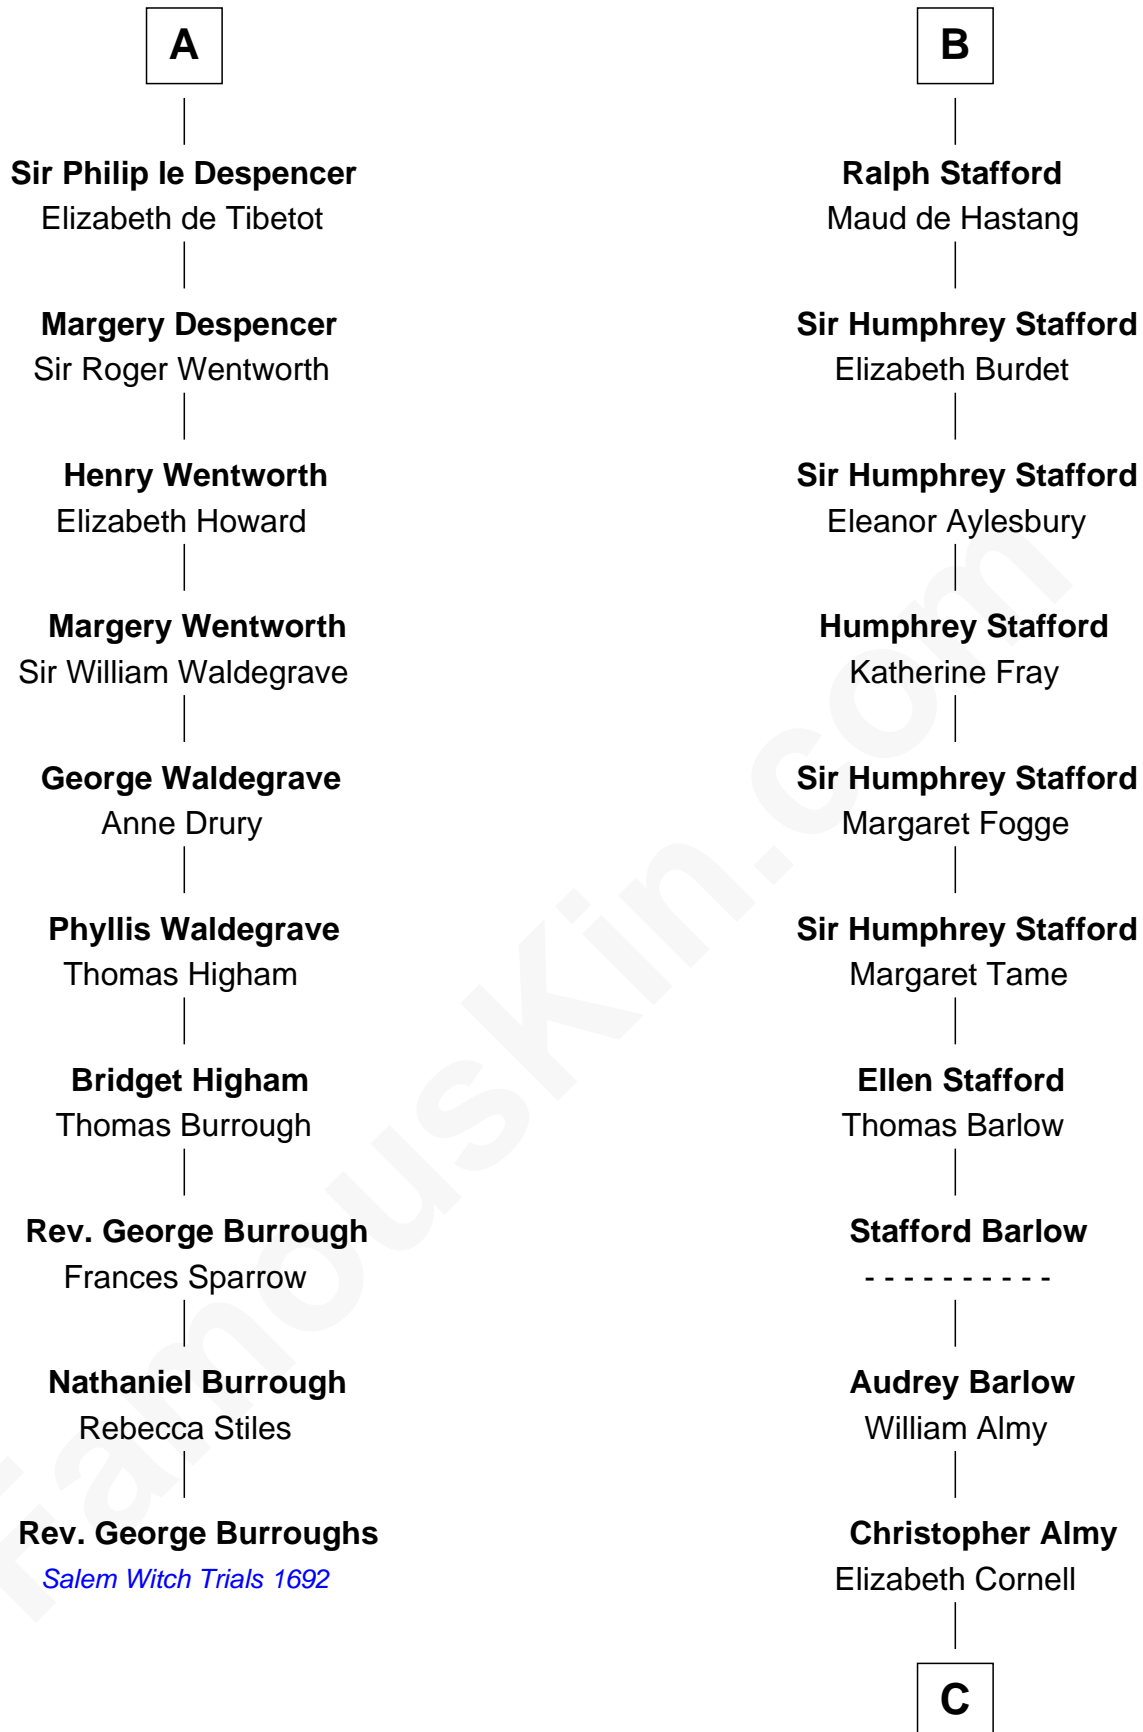 A
Sir Philip le Despencer
Elizabeth de Tibetot
Margery Despencer
Sir Roger Wentworth
Henry Wentworth
Elizabeth Howard
Margery Wentworth
Sir William Waldegrave
George Waldegrave
Anne Drury
Phyllis Waldegrave
Thomas Higham
Bridget Higham
Thomas Burrough
Rev. George Burrough
Frances Sparrow
Nathaniel Burrough
Rebecca Stiles
Rev. George Burroughs
Salem Witch Trials 1692
B
Ralph Stafford
Maud de Hastang
Sir Humphrey Stafford
Elizabeth Burdet
Sir Humphrey Stafford
Eleanor Aylesbury
Humphrey Stafford
Katherine Fray
Sir Humphrey Stafford
Margaret Fogge
Sir Humphrey Stafford
Margaret Tame
Ellen Stafford
Thomas Barlow
Stafford Barlow
- - - - - - - - - -
Audrey Barlow
William Almy
Christopher Almy
Elizabeth Cornell
C
FamousKin.com